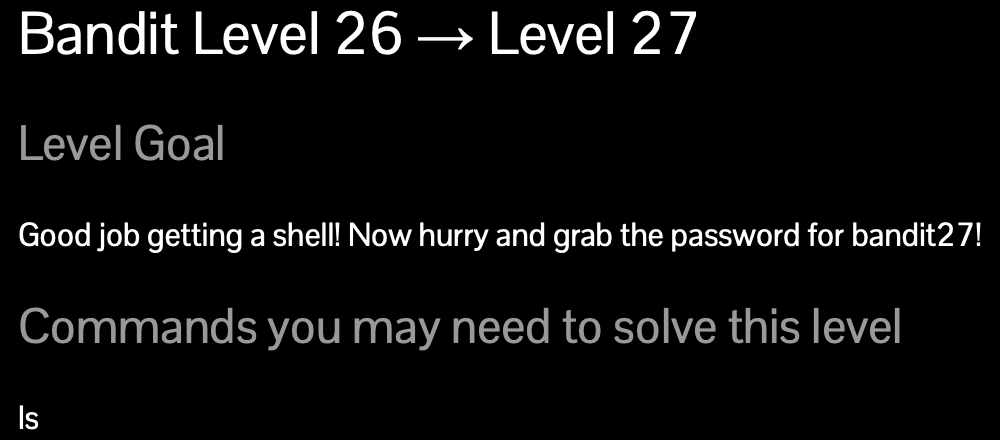 Bandit Level 26 → Level 27
Level Goal
Good job getting a shell! Now hurry and grab the password for bandit27!
Commands you may need to solve this level
ls